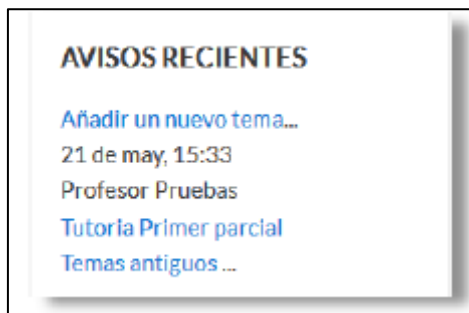 AVISOS RECIENTES
Añadir un nuevo tema...
21 de may, 15:33
Profesor Pruebas
Tutoria Primer parcial
Temas antiguos ...